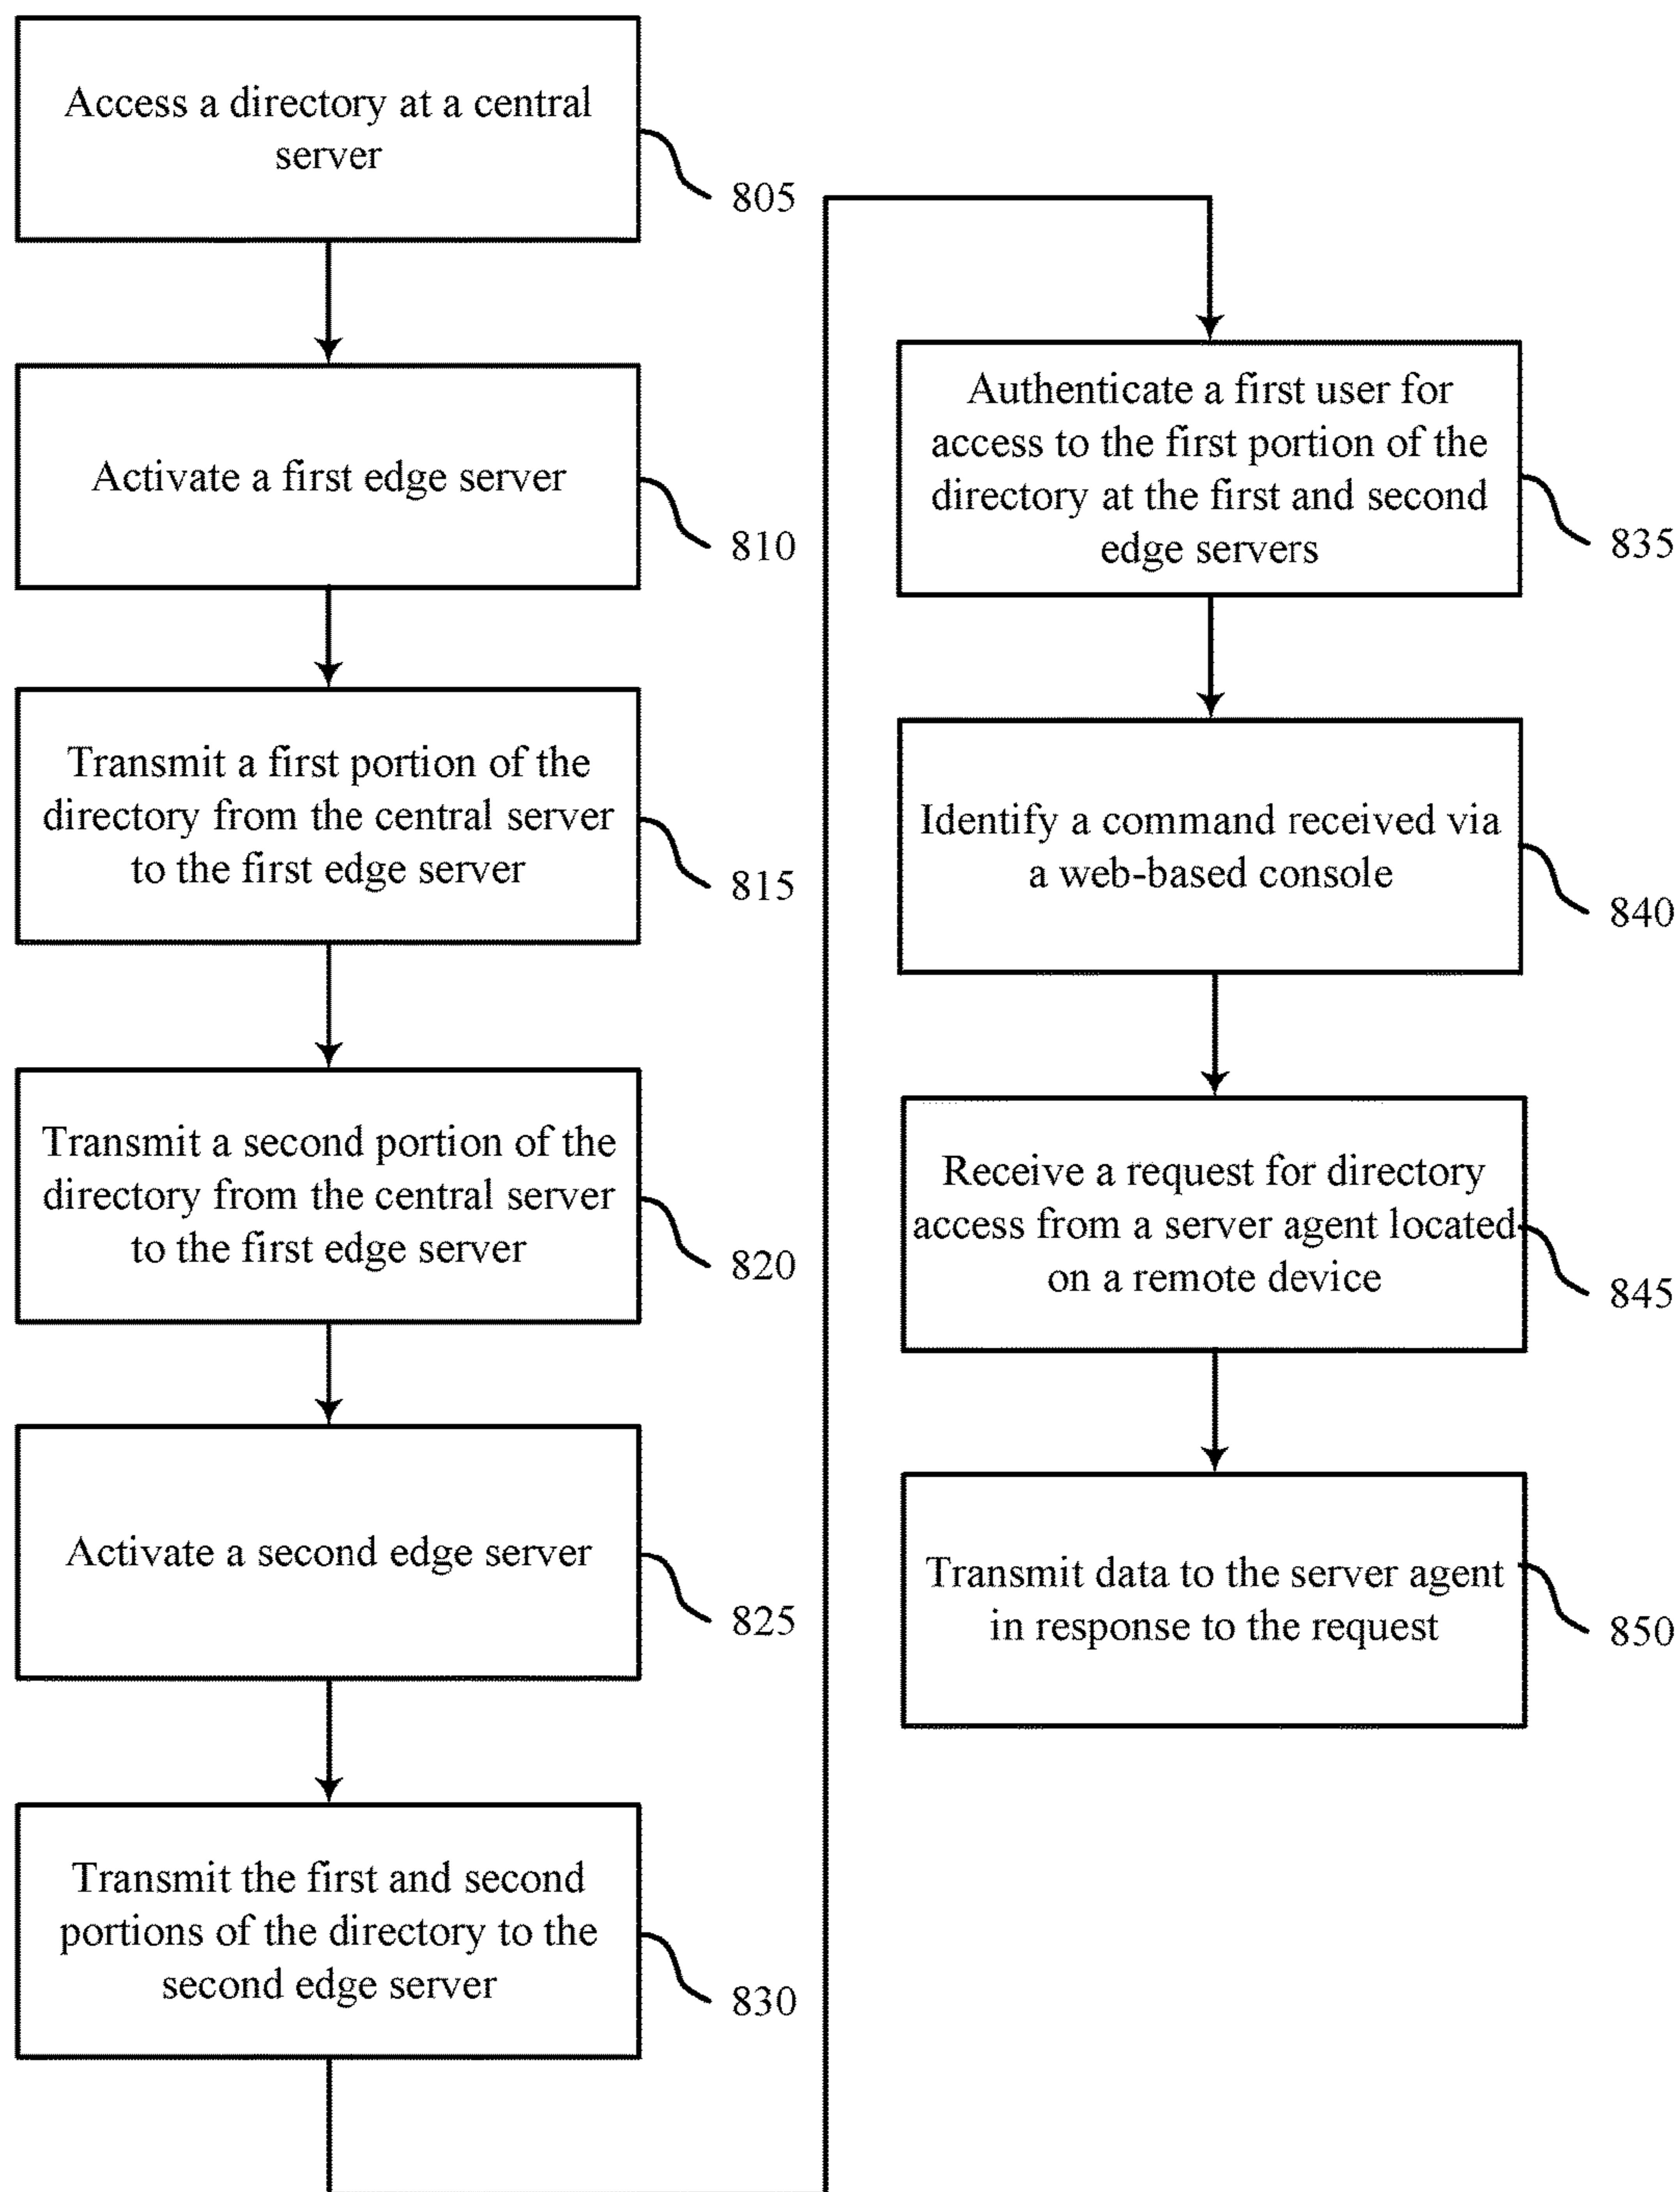 Access a directory at a central
server
805
Activate a first edge server
810
Transmit a first portion of the
directory from the central server
to the first edge server
815
Transmit a second portion of the
directory from the central server
to the first edge server
820
Activate a second edge server
825
Transmit the first and second
portions of the directory to the
second edge server
830
Authenticate a first user for
access to the first portion of the
directory at the first and second
edge servers
835
Identify a command received via
a web-based console
840
Receive a request for directory
access from a server agent located
on a remote device
845
Transmit data to the server agent
in response to the request
850